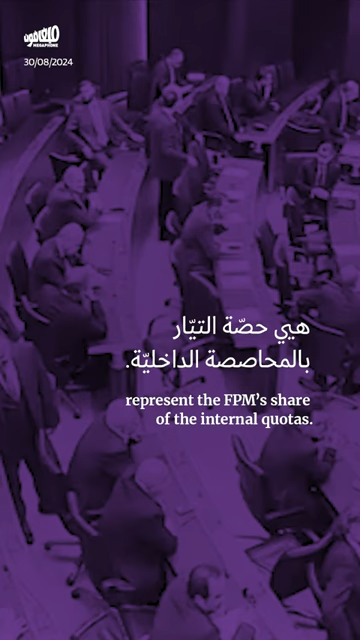 ميغافون
MEGAPHONE
30/08/2024
هي حصّة التيّار
بالمحاصصة الداخليّة.
represent the FPM's share
of the internal quotas.